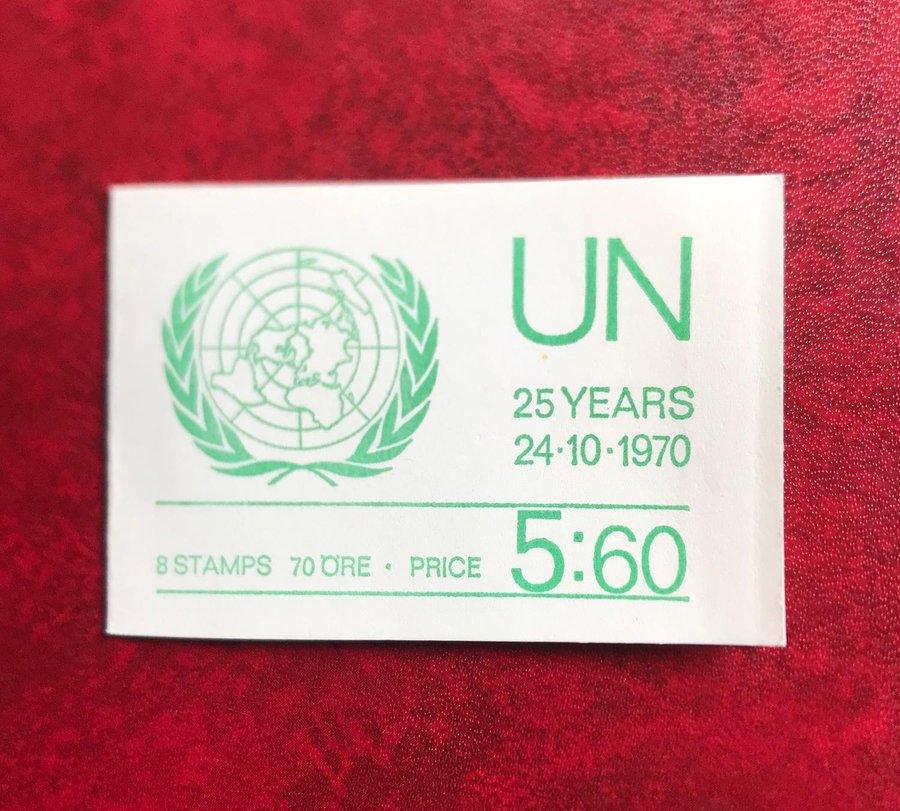 UN
25 YEARS
24·10·1970
8 STAMPS 70 ÖRE · PRICE 5:60